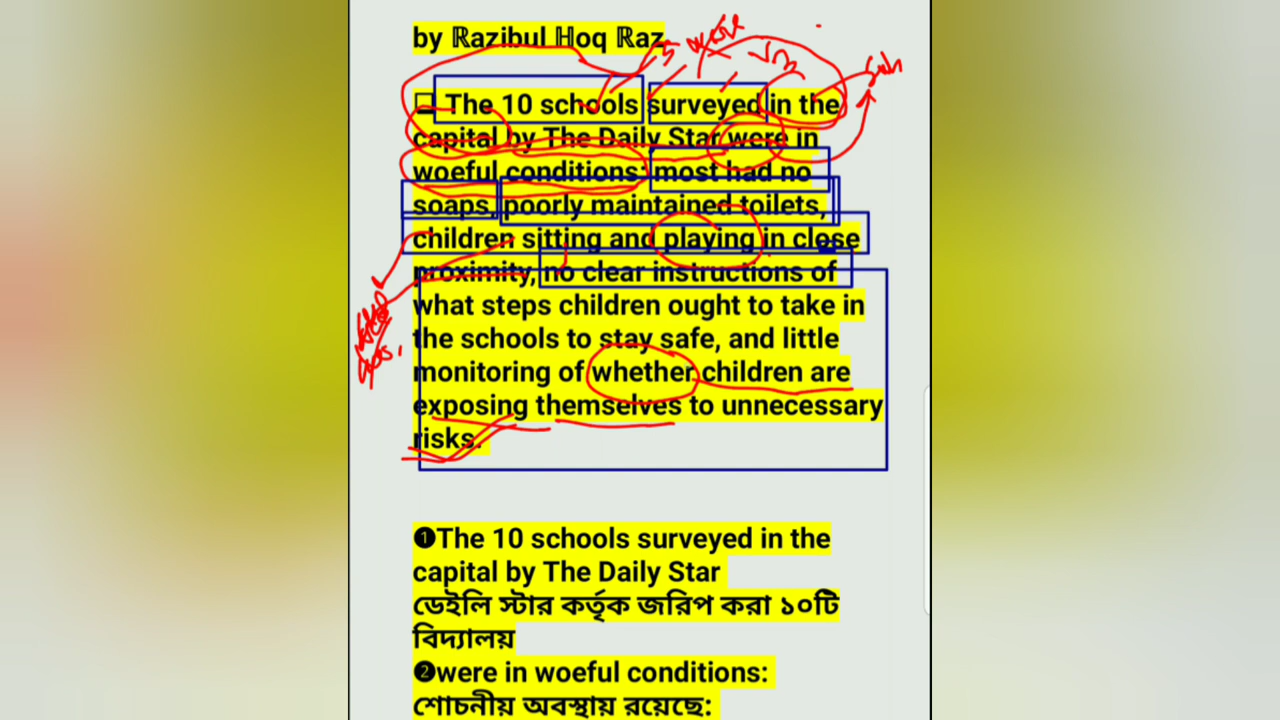 by ℝazibul ℍoq ℝaz
❑ The 10 schools surveyed in the
capital by The Daily Star were in
woeful conditions: most had no
soaps, poorly maintained toilets,
children sitting and playing in close
proximity, no clear instructions of
what steps children ought to take in
the schools to stay safe, and little
monitoring of whether children are
exposing themselves to unnecessary
risks.
❶The 10 schools surveyed in the
capital by The Daily Star
ডেইলি স্টার কর্তৃক জরিপ করা ১০টি
বিদ্যালয়
❷were in woeful conditions:
শোচনীয় অবস্থায় রয়েছে: